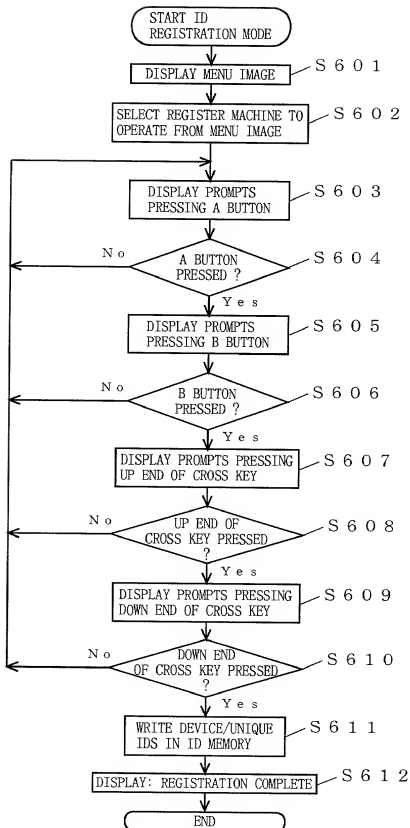 START ID
REGISTRATION MODE
DISPLAY MENU IMAGE
S601
SELECT REGISTER MACHINE TO
OPERATE FROM MENU IMAGE
S602
DISPLAY PROMPTS
PRESSING A BUTTON
S603
No
A BUTTON
PRESSED ?
S604
Yes
DISPLAY PROMPTS
PRESSING B BUTTON
S605
No
B BUTTON
PRESSED ?
S606
Yes
DISPLAY PROMPTS PRESSING
UP END OF CROSS KEY
S607
No
UP END OF
CROSS KEY PRESSED
?
S608
Yes
DISPLAY PROMPTS PRESSING
DOWN END OF CROSS KEY
S609
No
DOWN END
OF CROSS KEY PRESSED
?
S610
Yes
WRITE DEVICE/UNIQUE
IDS IN ID MEMORY
S611
DISPLAY: REGISTRATION COMPLETE
S612
END